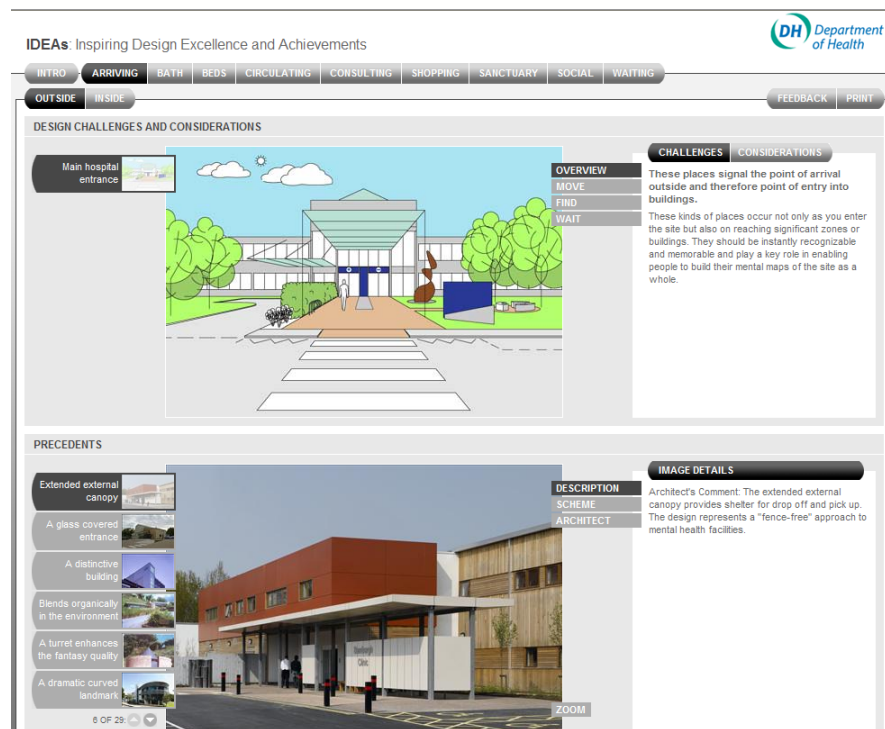 IDEAs: Inspiring Design Excellence and Achievements
DH Department
of Health
INTRO ARRIVING BATH BEDS CIRCULATING CONSULTING SHOPPING SANCTUARY SOCIAL WAITING
OUTSIDE INSIDE FEEDBACK PRINT
DESIGN CHALLENGES AND CONSIDERATIONS
Main hospital
entrance
OVERVIEW
MOVE
FIND
WAIT
CHALLENGES CONSIDERATIONS
These places signal the point of arrival
outside and therefore point of entry into
buildings.
These kinds of places occur not only as you enter
the site but also on reaching significant zones or
buildings. They should be instantly recognizable
and memorable and play a key role in enabling
people to build their mental maps of the site as a
whole.
PRECEDENTS
Extended external
canopy
A glass covered
entrance
A distinctive
building
Blends organically
in the environment
A turret enhances
the fantasy quality
A dramatic curved
landmark
6 OF 29:
Clinic
DESCRIPTION
SCHEME
ARCHITECT
ZOOM
IMAGE DETAILS
Architect's Comment: The extended external
canopy provides shelter for drop off and pick up.
The design represents a "fence-free" approach to
mental health facilities.